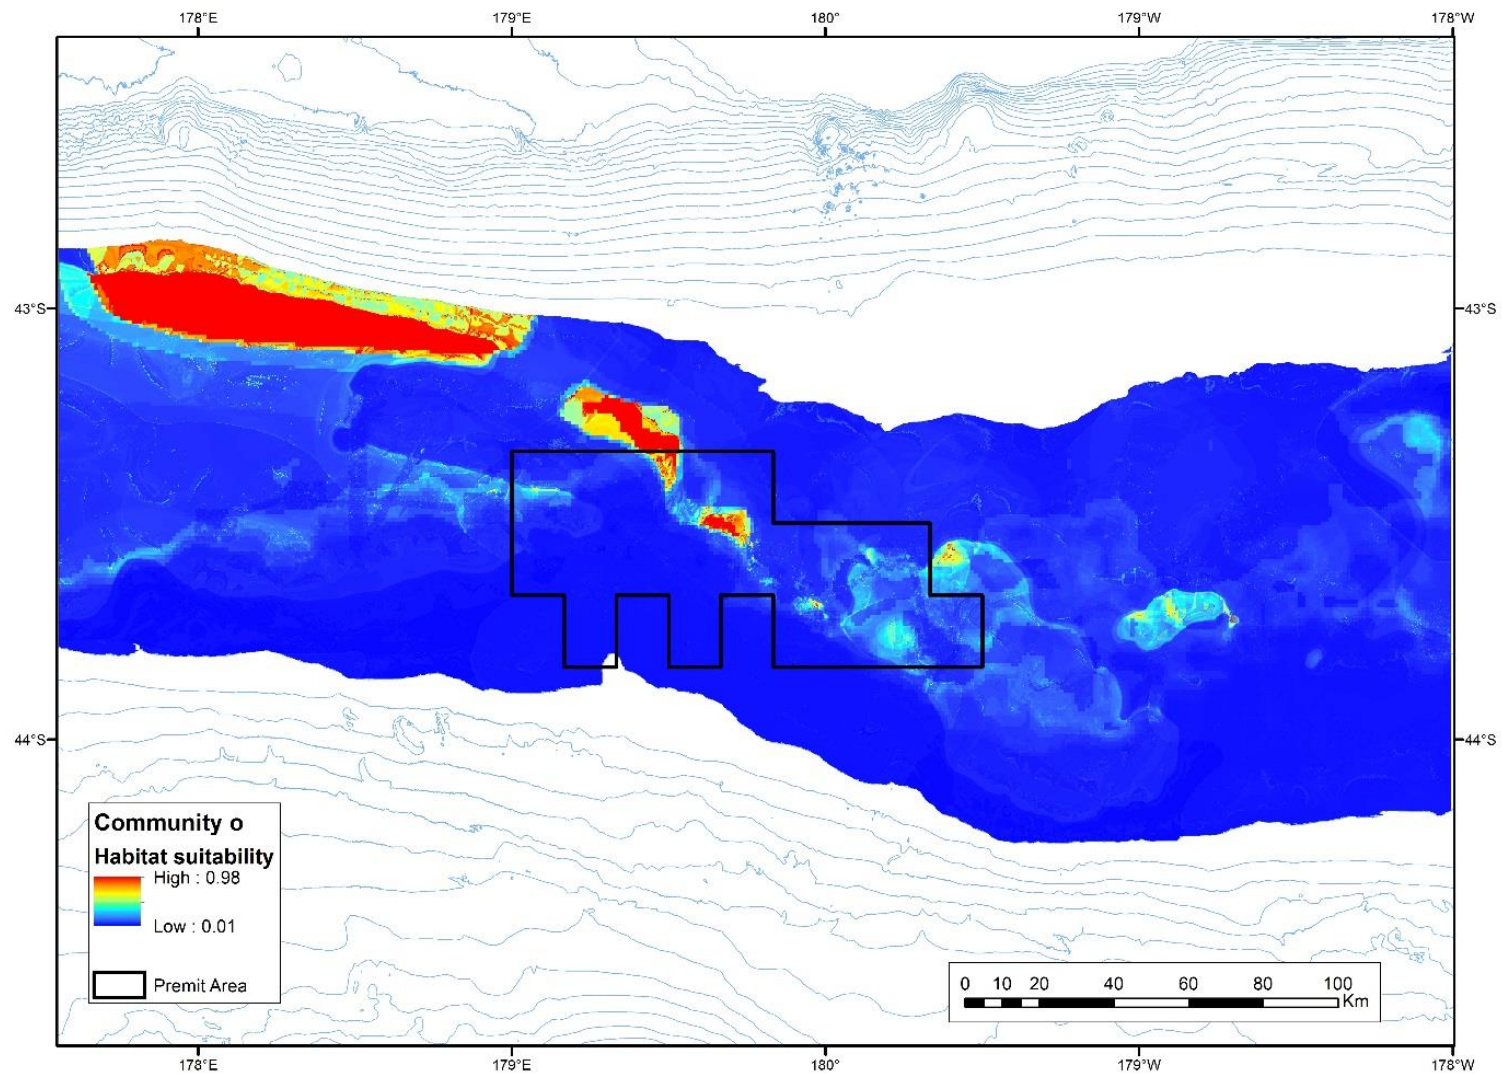 178°E 179°E 180° 179°W 178°W
43°S 43°S
44°S 44°S
Community o
Habitat suitability
High : 0.98
Low : 0.01
Premit Area
0 10 20 40 60 80 100
Km
178°E 179°E 180° 179°W 178°W